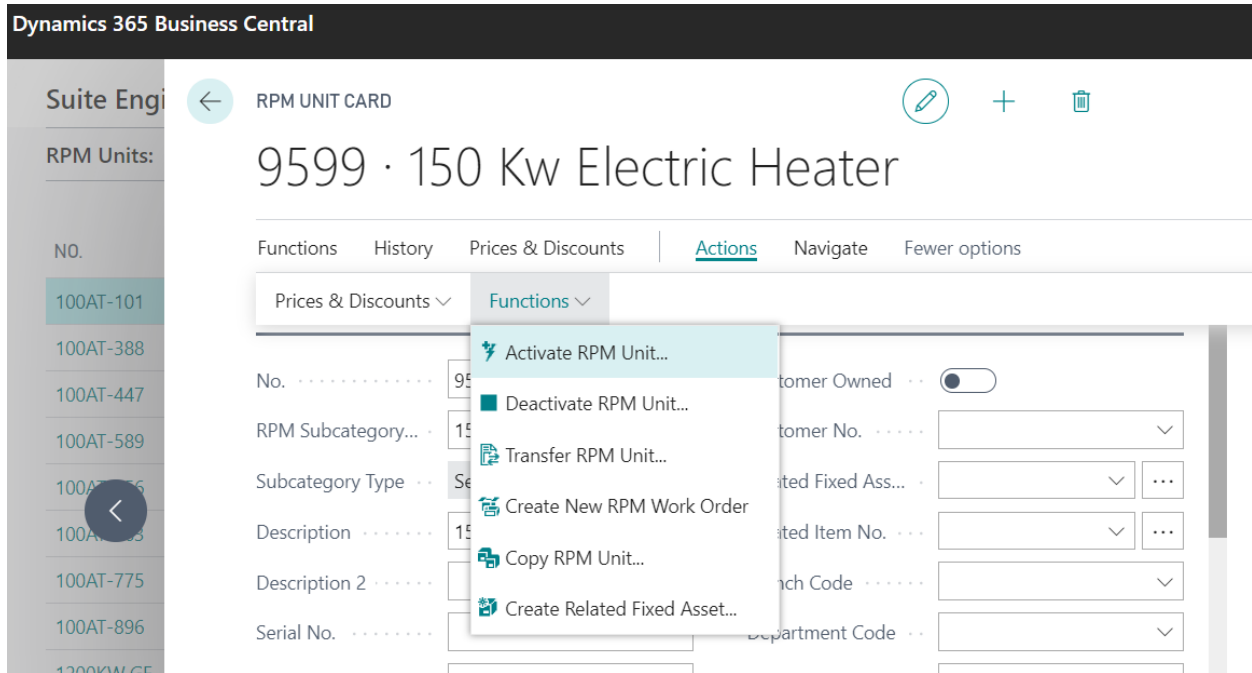 Dynamics 365 Business Central
Suite Engi
RPM Units:
NO.
100AT-101
100AT-388
100AT-447
100AT-589
100AT-775
100AT-896
RPM UNIT CARD
9599 · 150 Kw Electric Heater
Functions History Prices & Discounts Actions Navigate Fewer options
Prices & Discounts Functions
Activate RPM Unit...
Deactivate RPM Unit...
Transfer RPM Unit...
Create New RPM Work Order
Copy RPM Unit...
Create Related Fixed Asset...
No.
RPM Subcategory...
Subcategory Type
Description
Description 2
Serial No.
tomer Owned
tomer No.
ated Fixed Ass...
ated Item No.
nch Code
Department Code